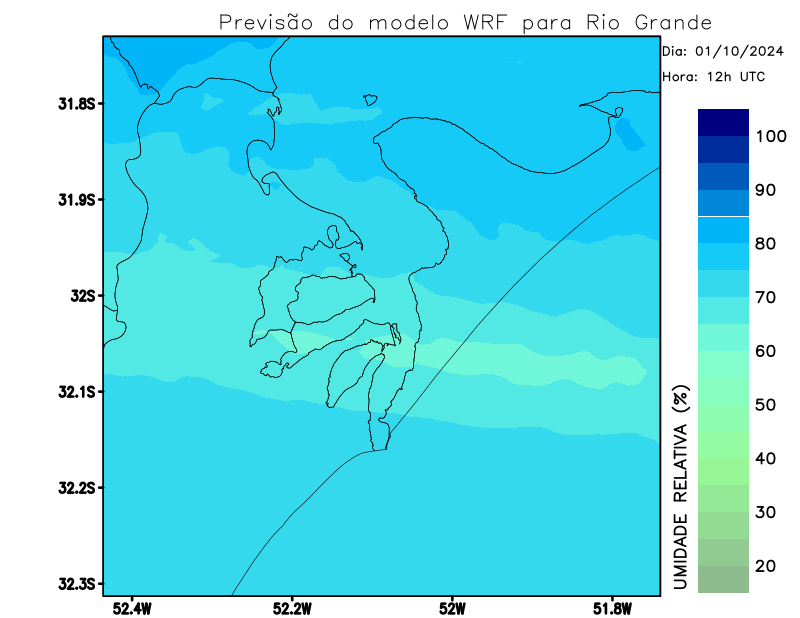 Previsão do modelo WRF para Rio Grande
Dia: 01/10/2024
Hora: 12h UTC
31.8S
31.9S
32S
32.1S
32.2S
32.3S
52.4W
52.2W
52W
51.8W
UMIDADE RELATIVA (%)
100
90
80
70
60
50
40
30
20